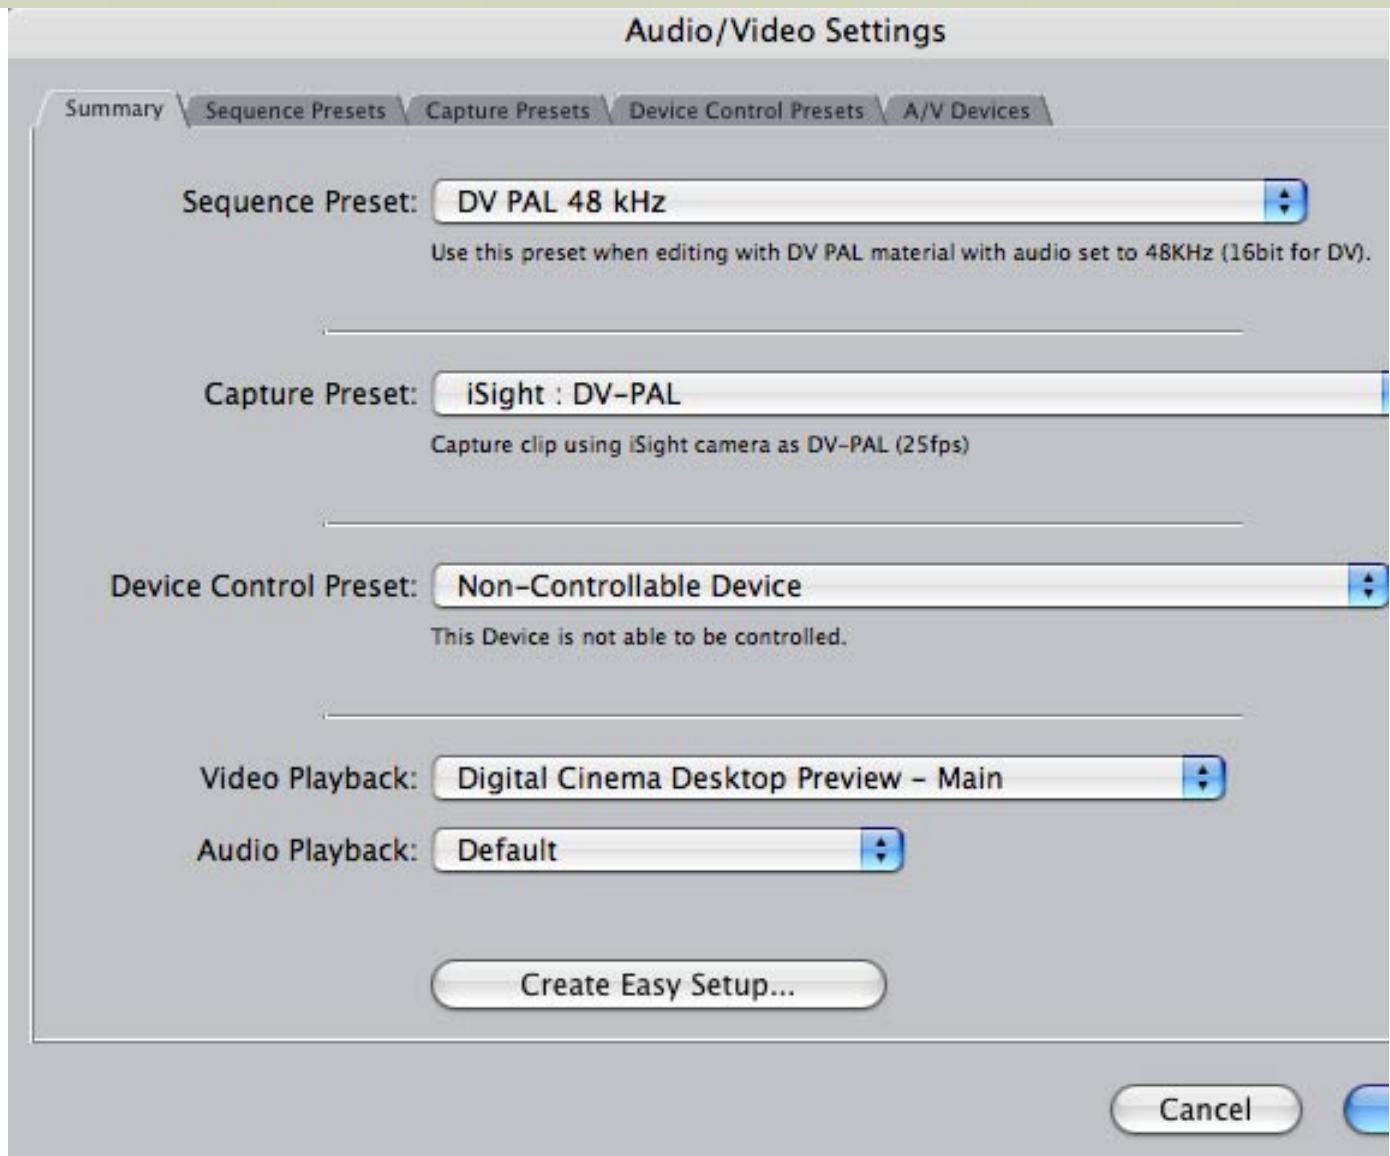 Audio/Video Settings
Summary Sequence Presets Capture Presets Device Control Presets A/V Devices
Sequence Preset: DV PAL 48 kHz
Use this preset when editing with DV PAL material with audio set to 48KHz (16bit for DV).
Capture Preset: iSight : DV-PAL
Capture clip using iSight camera as DV-PAL (25fps)
Device Control Preset: Non-Controllable Device
This Device is not able to be controlled.
Video Playback: Digital Cinema Desktop Preview - Main
Audio Playback: Default
Create Easy Setup...
Cancel